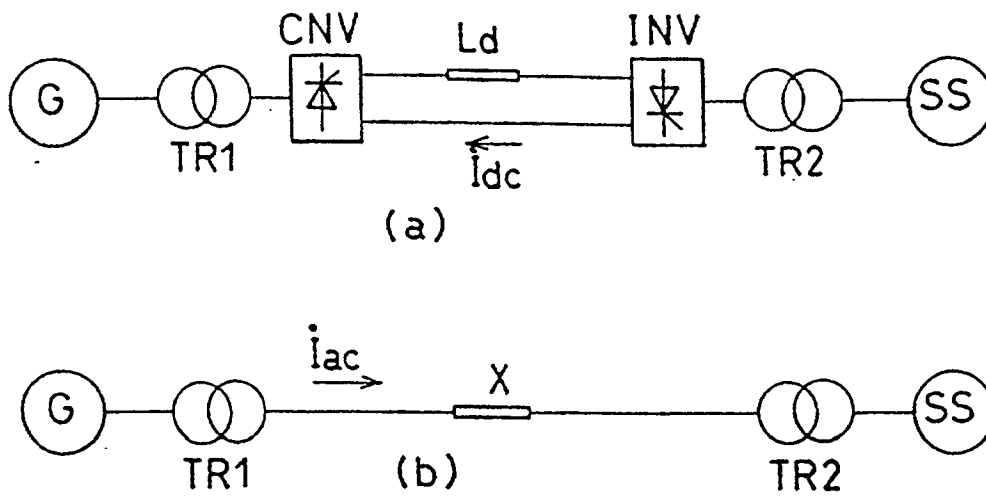 CNV Ld INV
G SS
TR1 TR2
idc
(a)
iac
X
G SS
TR1 (b) TR2